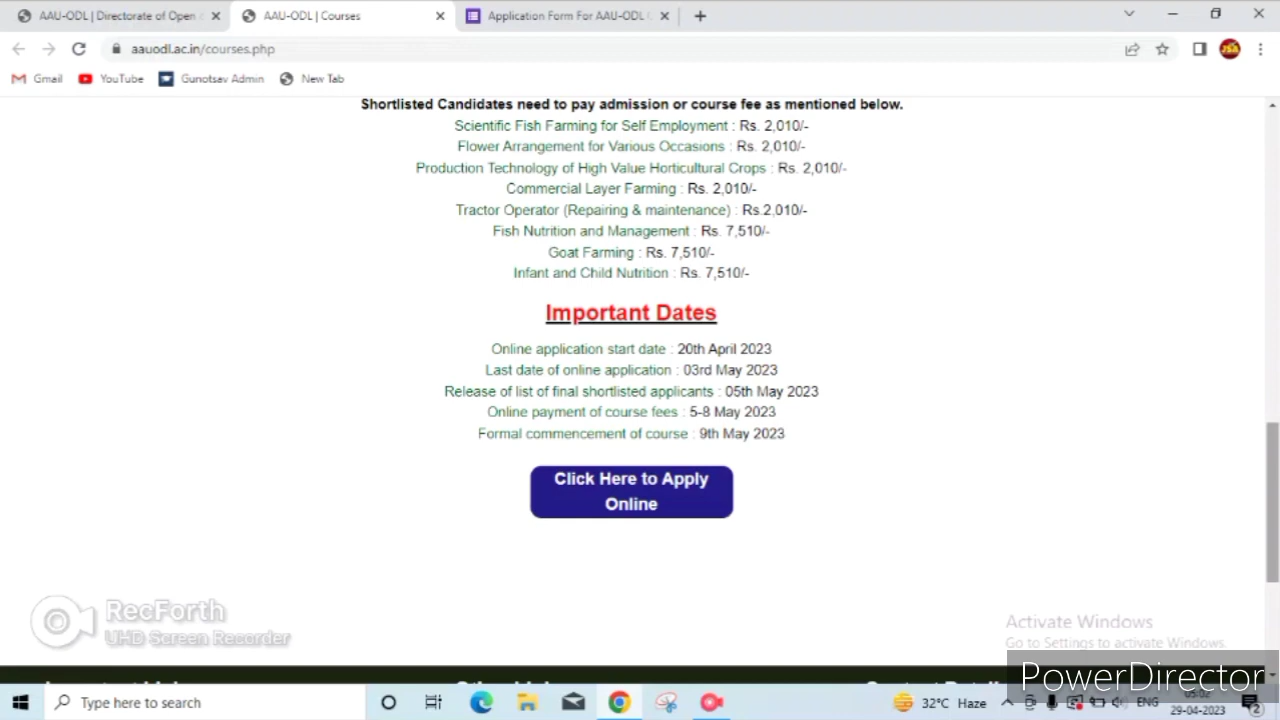 AAU-ODL | Directorate of Open
AAU-ODL | Courses
Application Form For AAU-ODL
aauodl.ac.in/courses.php
Gmail
YouTube
Gunotsav Admin
New Tab
Shortlisted Candidates need to pay admission or course fee as mentioned below.
Scientific Fish Farming for Self Employment : Rs. 2,010/-
Flower Arrangement for Various Occasions : Rs. 2,010/-
Production Technology of High Value Horticultural Crops : Rs. 2,010/-
Commercial Layer Farming : Rs. 2,010/-
Tractor Operator (Repairing & maintenance) : Rs.2,010/-
Fish Nutrition and Management : Rs. 7,510/-
Goat Farming : Rs. 7,510/-
Infant and Child Nutrition : Rs. 7,510/-
Important Dates
Online application start date : 20th April 2023
Last date of online application : 03rd May 2023
Release of list of final shortlisted applicants : 05th May 2023
Online payment of course fees : 5-8 May 2023
Formal commencement of course : 9th May 2023
Click Here to Apply
Online
RecForth
UHD Screen Recorder
Activate Windows
Go to Settings to activate Windows.
PowerDirector
Type here to search
32°C Haze
ENG
29-04-2023
2